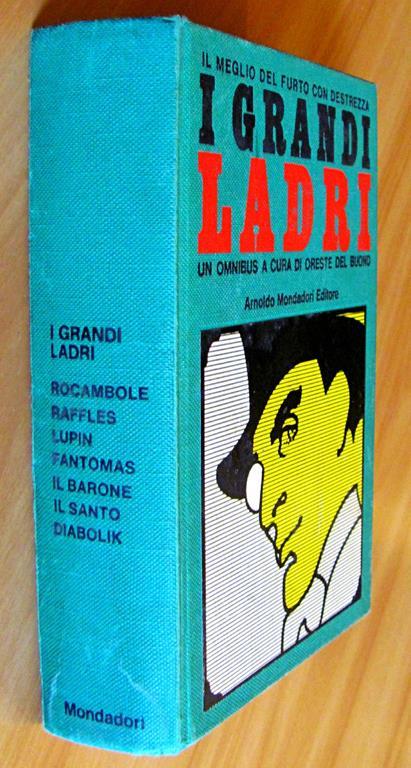 IL MEGLIO DEL FURTO CON DESTREZZA
I GRANDI
LADRI
UN OMNIBUS A CURA DI ORESTE DEL BUONO
Arnoldo Mondadori Editore
I GRANDI
LADRI
ROCAMBOLE
RAFFLES
LUPIN
FANTOMAS
IL BARONE
IL SANTO
DIABOLIK
Mondadori